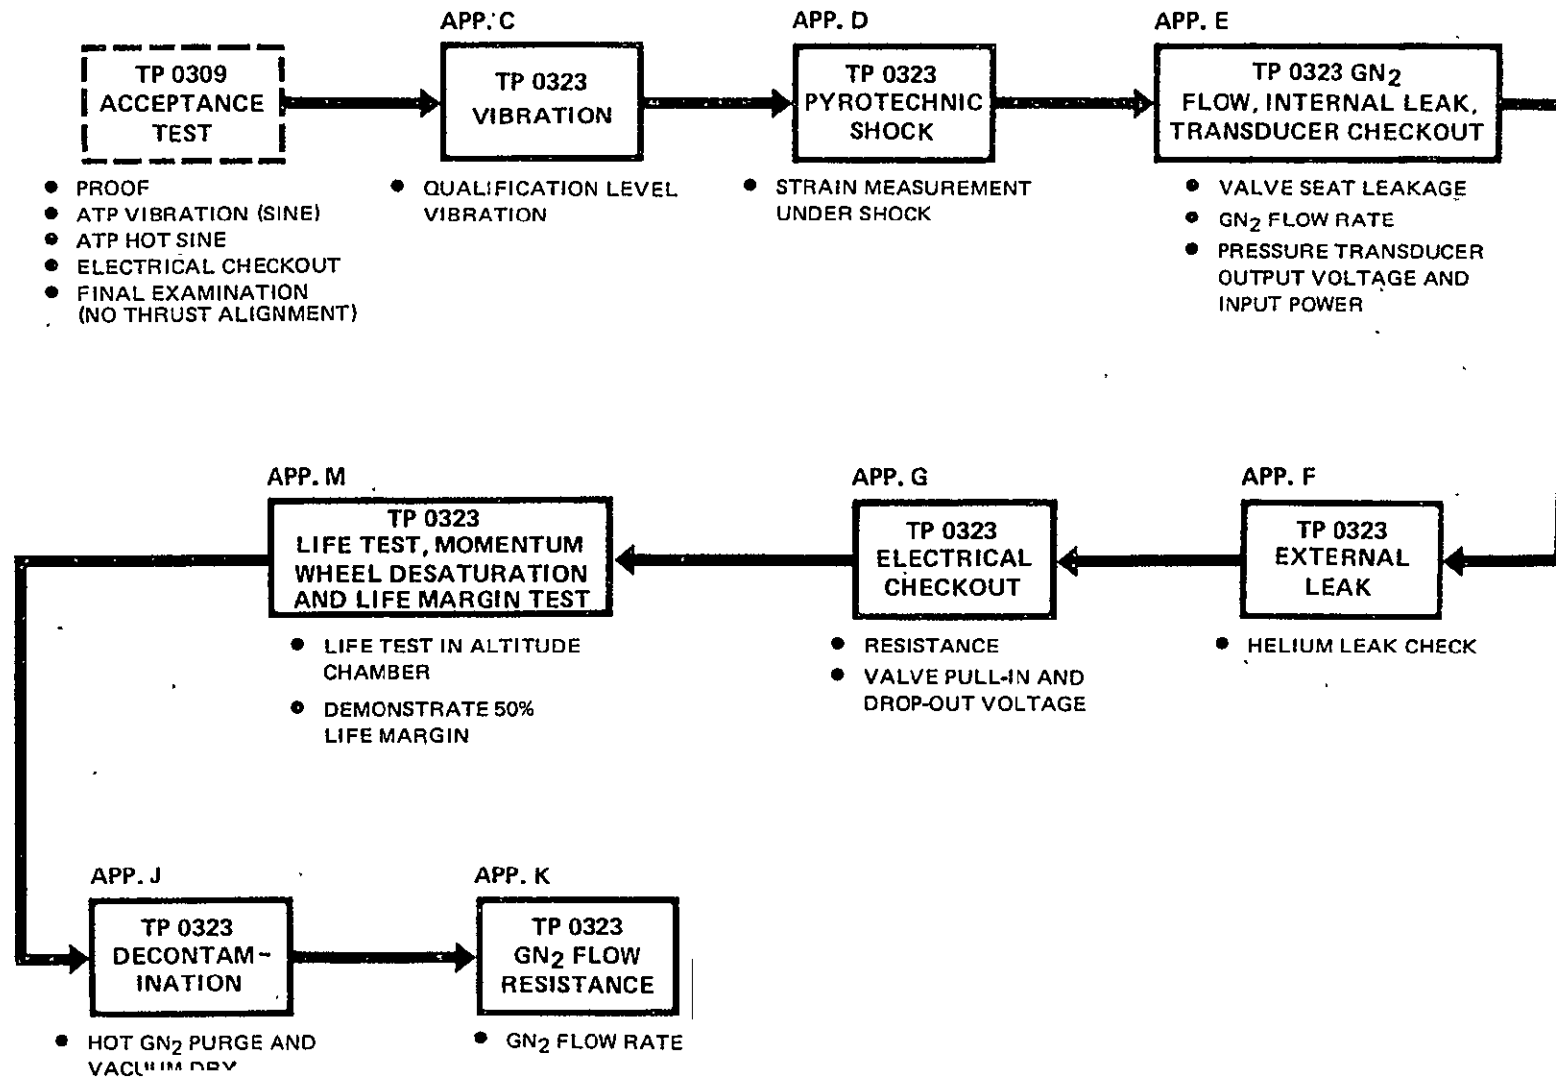 APP. C
APP. D
APP. E
TP 0309
ACCEPTANCE
TEST
TP 0323
VIBRATION
TP 0323
PYROTECHNIC
SHOCK
TP 0323 GN2
FLOW, INTERNAL LEAK,
TRANSDUCER CHECKOUT
● PROOF
● ATP VIBRATION (SINE)
● ATP HOT SINE
● ELECTRICAL CHECKOUT
● FINAL EXAMINATION
(NO THRUST ALIGNMENT)
● QUALIFICATION LEVEL
VIBRATION
● STRAIN MEASUREMENT
UNDER SHOCK
● VALVE SEAT LEAKAGE
● GN2 FLOW RATE
● PRESSURE TRANSDUCER
OUTPUT VOLTAGE AND
INPUT POWER
APP. M
APP. G
APP. F
TP 0323
LIFE TEST, MOMENTUM
WHEEL DESATURATION
AND LIFE MARGIN TEST
TP 0323
ELECTRICAL
CHECKOUT
TP 0323
EXTERNAL
LEAK
● LIFE TEST IN ALTITUDE
CHAMBER
● DEMONSTRATE 50%
LIFE MARGIN
● RESISTANCE
● VALVE PULL-IN AND
DROP-OUT VOLTAGE
● HELIUM LEAK CHECK
APP. J
APP. K
TP 0323
DECONTAM-
INATION
TP 0323
GN2 FLOW
RESISTANCE
● HOT GN2 PURGE AND
VACUUM DRY
● GN2 FLOW RATE